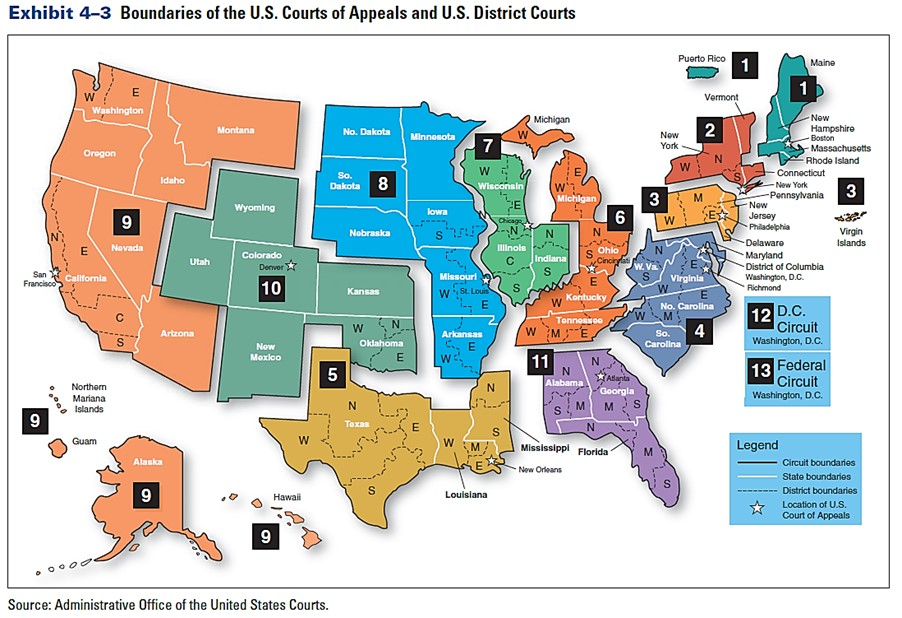 Exhibit 4–3 Boundaries of the U.S. Courts of Appeals and U.S. District Courts
W
E
Washington
Montana
Oregon
Idaho
9
Nevada
N
E
California
San
Francisco
C
S
Arizona
Wyoming
Utah
Colorado
Denver
10
Kansas
New
Mexico
W
N
Oklahoma
E
No. Dakota
Minnesota
So.
Dakota
8
Nebraska
Iowa
N
S
Missouri
St. Louis
W
E
Arkansas
E
W
7
W
Wisconsin
E
Chicago
N
N
Illinois
Indiana
C
S
S
Michigan
W
E
W
Michigan
6
N
Ohio
Cincinnati
S
E
Kentucky
W
Tennessee
W
M
E
5
N
Texas
W
E
S
W
M
E
Louisiana
New Orleans
N
S
Mississippi
11
N
Alabama
M
S
N
Atlanta
Georgia
M
S
N
Florida
M
S
N
W. Va.
S
E
Virginia
W
No. Carolina
W
M
E
So.
Carolina
4
Puerto Rico
1
Maine
1
Vermont
New
Hampshire
Boston
Massachusetts
Rhode Island
Connecticut
New York
Pennsylvania
New
Jersey
Philadelphia
Delaware
Maryland
District of Columbia
Washington, D.C.
Richmond
2
New
York
W
N
E
S
3
M
W
E
3
Virgin
Islands
12 D.C.
Circuit
Washington, D.C.
13 Federal
Circuit
Washington, D.C.
Northern
Mariana
Islands
9
Guam
Alaska
9
Hawaii
9
Legend
Circuit boundaries
State boundaries
District boundaries
Location of U.S.
Court of Appeals
Source: Administrative Office of the United States Courts.